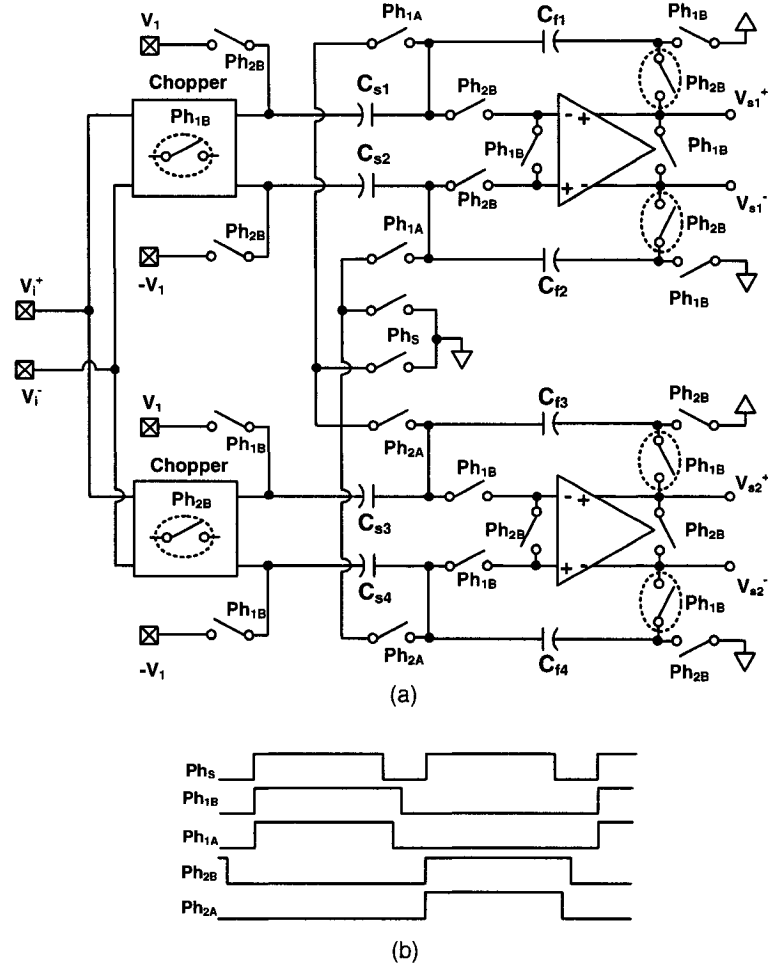 V1
Ph2B
Chopper
Ph1B
Ph1A
Cf1
Ph1B
Ph2B
Vs1+
Cs1
Ph2B
- +
Ph1B
Ph1B
Cs2
Ph2B
+ -
Vs1-
Ph2B
Ph2B
-V1
Ph1A
Cf2
Ph1B
Vi+
PhS
Vi-
V1
Ph1B
Chopper
Ph2B
Ph2A
Cf3
Ph2B
Ph1B
Vs2+
Cs3
Ph1B
- +
Ph2B
Ph2B
Cs4
Ph1B
+ -
Vs2-
Ph1B
Ph1B
-V1
Ph2A
Cf4
Ph2B
(a)
PhS
Ph1B
Ph1A
Ph2B
Ph2A
(b)